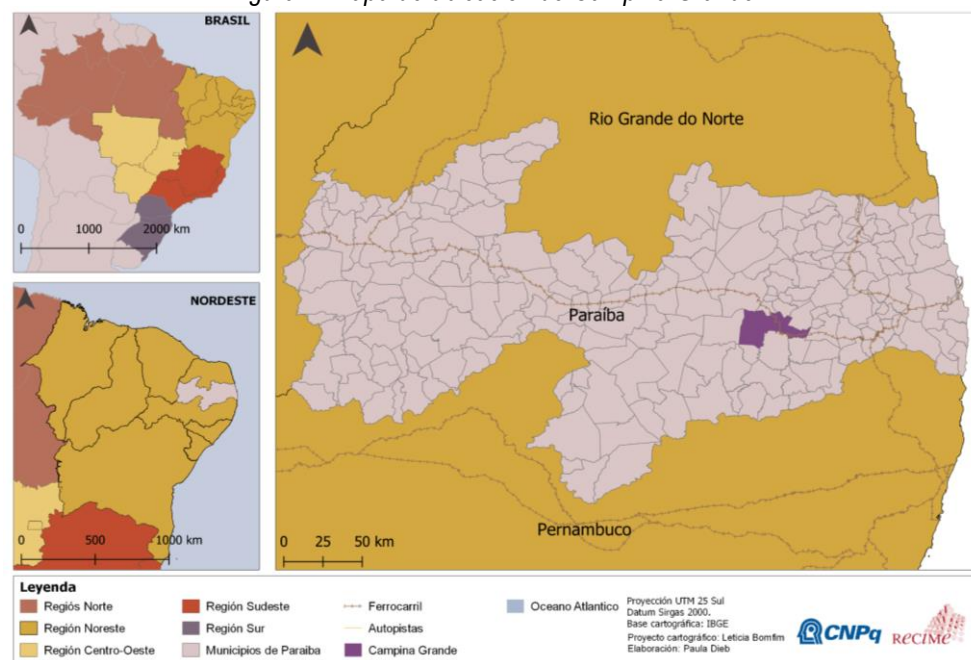 BRASIL
0 1000 2000 km
NORDESTE
0 500 1000 km
Rio Grande do Norte
Paraíba
Pernambuco
0 25 50 km
Leyenda
Regiós Norte
Región Noreste
Región Centro-Oeste
Región Sudeste
Región Sur
Municipios de Paraiba
Ferrocarril
Autopistas
Campina Grande
Oceano Atlantico
Proyección UTM 25 Sul
Datum Sirgas 2000.
Base cartográfica: IBGE
Proyecto cartográfico: Leticia Bomfim
Elaboración: Paula Dieb
CNPq
ReCiMe